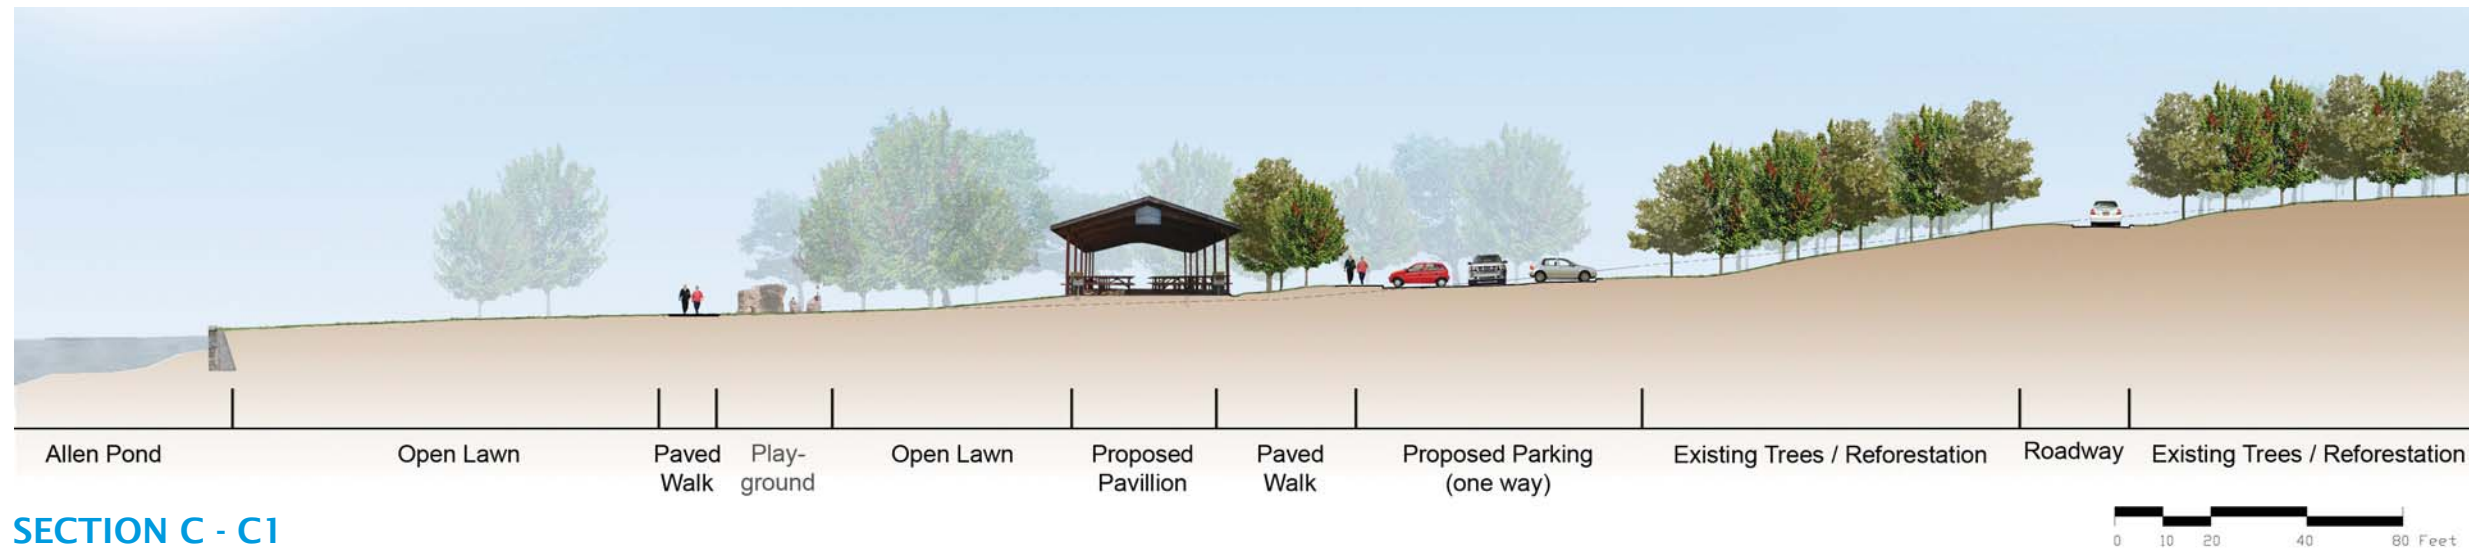 Allen Pond
Open Lawn
Paved
Walk
Play-
ground
Open Lawn
Proposed
Pavillion
Paved
Walk
Proposed Parking
(one way)
Existing Trees / Reforestation
Roadway
Existing Trees / Reforestation
SECTION C - C1
0 10 20 40 80 Feet